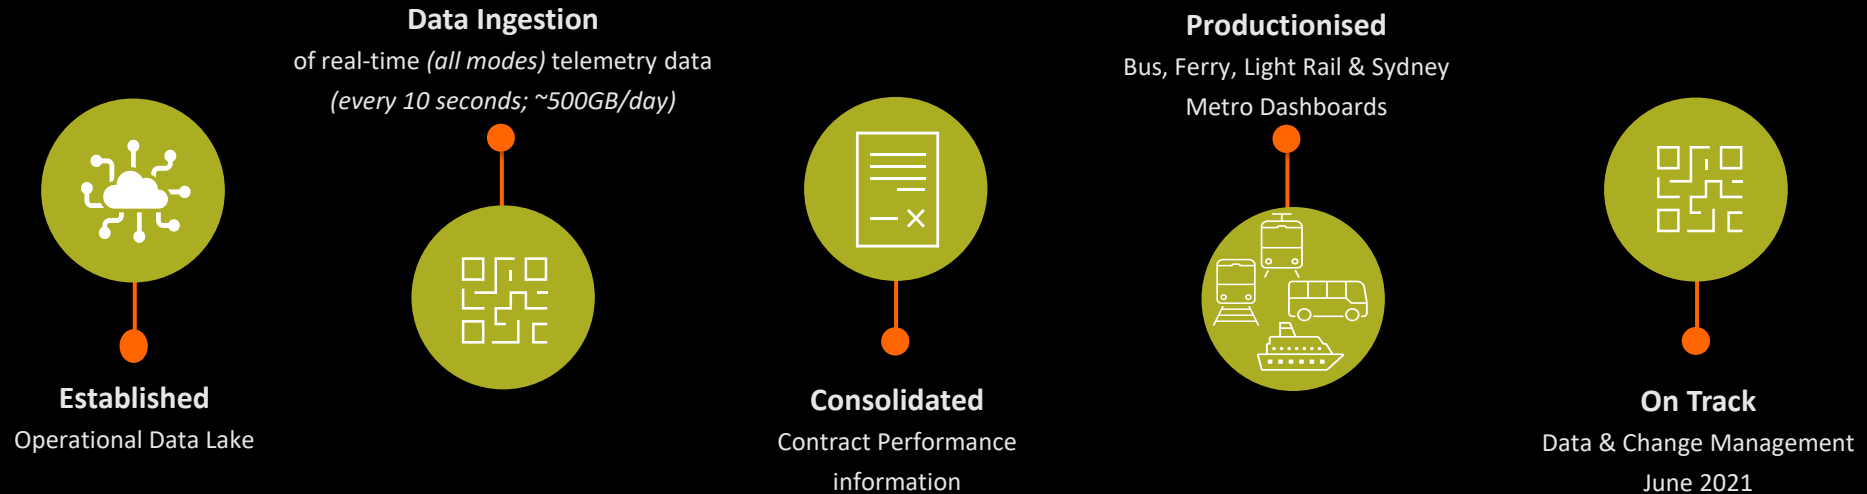 Established
Operational Data Lake
Data Ingestion
of real-time (all modes) telemetry data
(every 10 seconds; ~500GB/day)
Consolidated
Contract Performance
information
Productionised
Bus, Ferry, Light Rail & Sydney
Metro Dashboards
On Track
Data & Change Management
June 2021